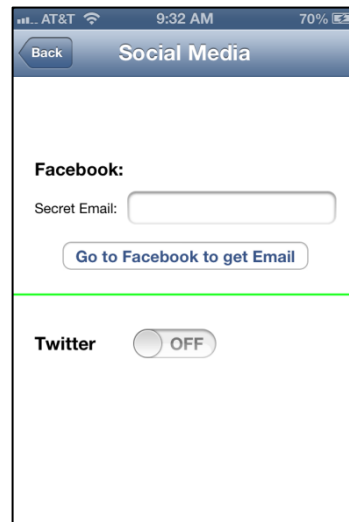 AT&T 9:32 AM 70%
Back Social Media
Facebook:
Secret Email:
Go to Facebook to get Email
Twitter OFF